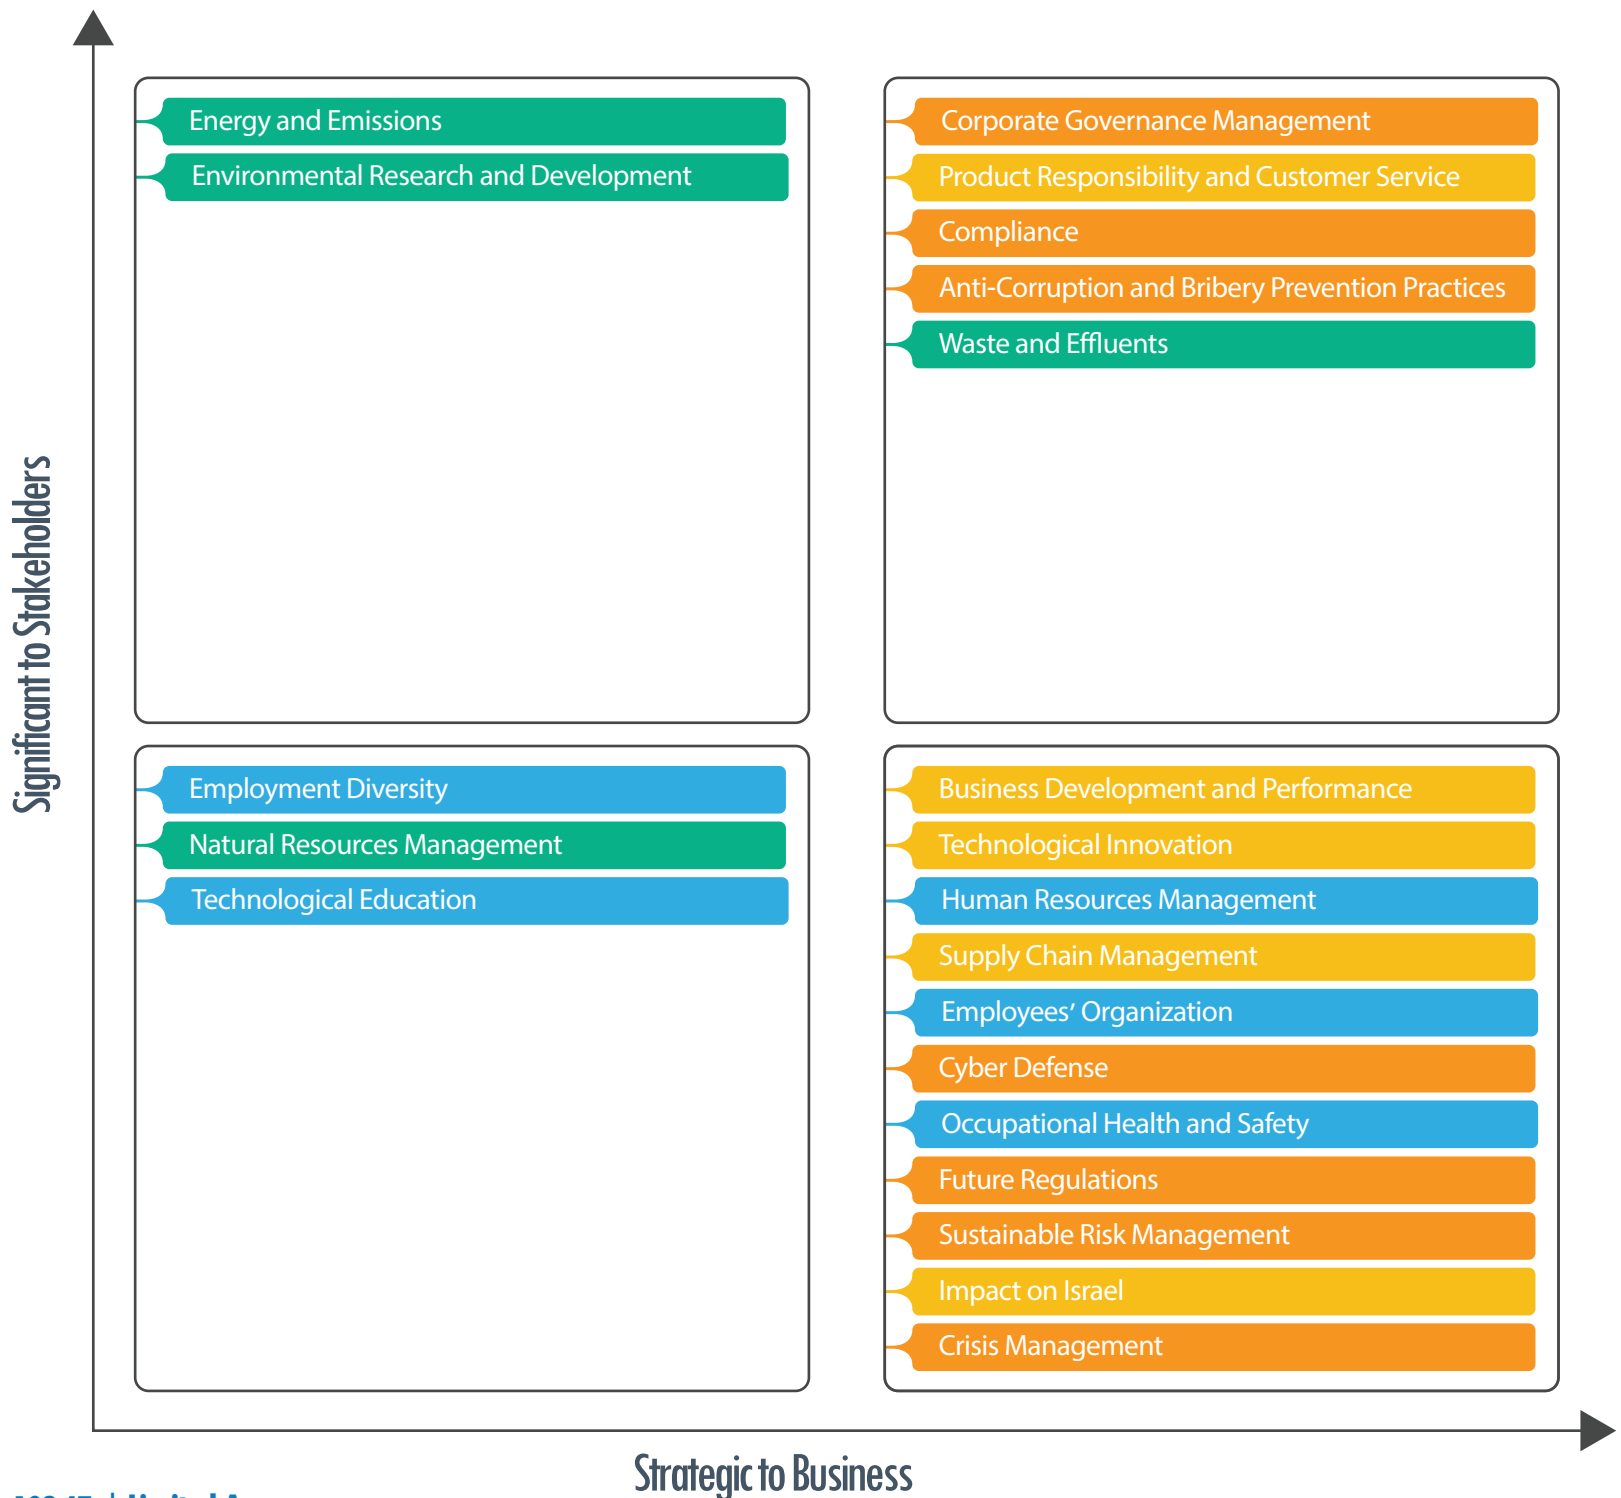 Energy and Emissions
Environmental Research and Development
Corporate Governance Management
Product Responsibility and Customer Service
Compliance
Anti-Corruption and Bribery Prevention Practices
Waste and Effluents
Significant to Stakeholders
Employment Diversity
Natural Resources Management
Technological Education
Business Development and Performance
Technological Innovation
Human Resources Management
Supply Chain Management
Employees’ Organization
Cyber Defense
Occupational Health and Safety
Future Regulations
Sustainable Risk Management
Impact on Israel
Crisis Management
Strategic to Business